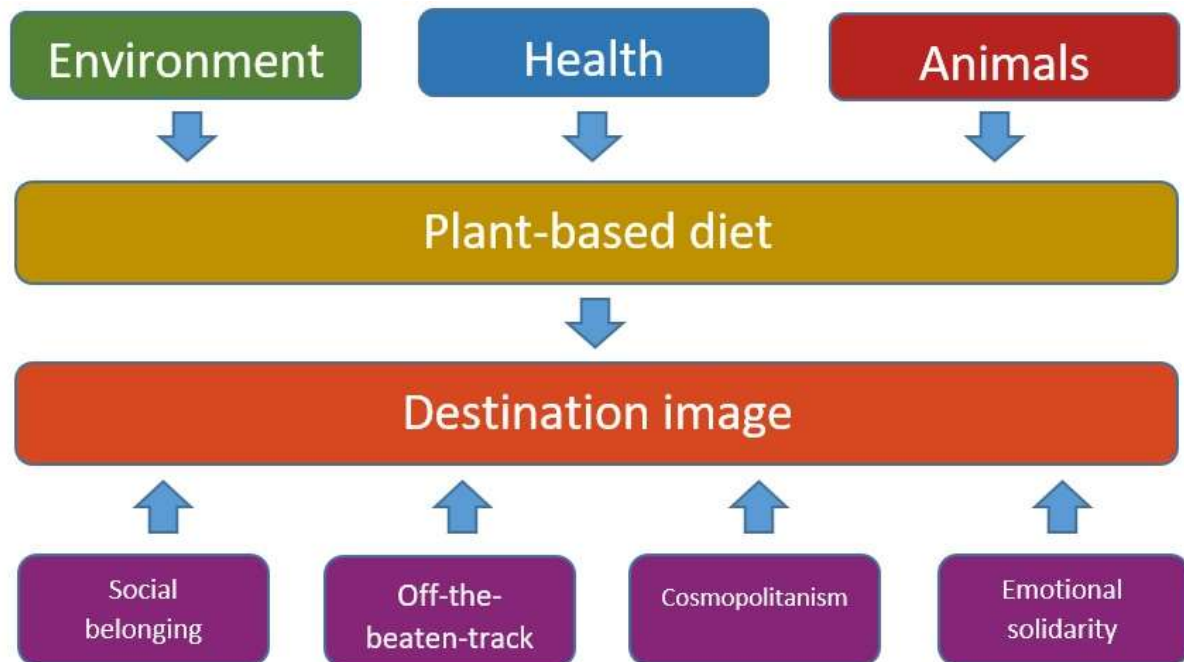 Environment
Health
Animals
Plant-based diet
Destination image
Social
belonging
Off-the-
beaten-track
Cosmopolitanism
Emotional
solidarity